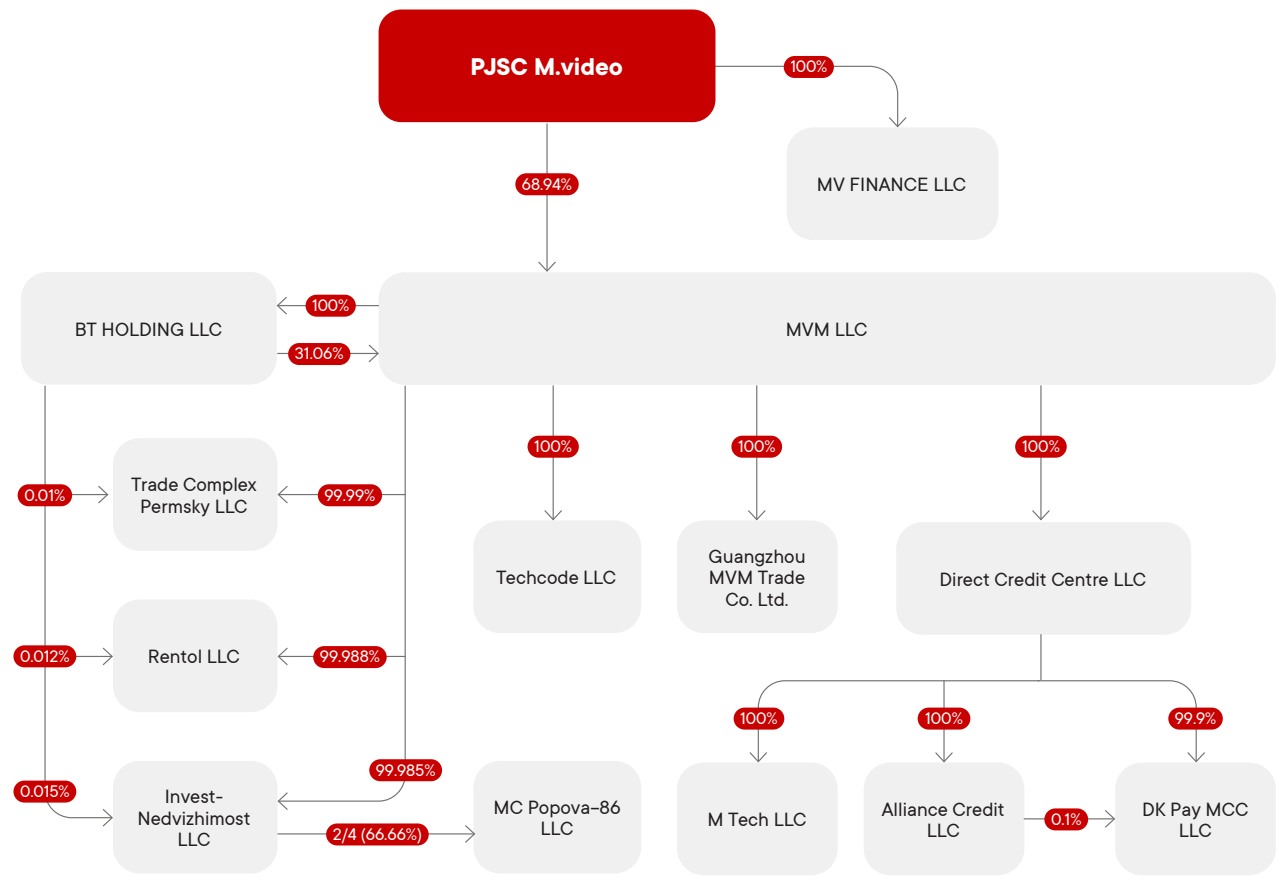 PJSC M.video
100%
MV FINANCE LLC
68.94%
BT HOLDING LLC
100%
31.06%
MVM LLC
100%
100%
100%
0.01%
Trade Complex
Permsky LLC
99.99%
Techcode LLC
Guangzhou
MVM Trade
Co. Ltd.
Direct Credit Centre LLC
0.012%
Rentol LLC
99.988%
100%
100%
99.9%
0.015%
Invest-
Nedvizhimost
LLC
99.985%
2/4 (66.66%)
MC Popova–86
LLC
M Tech LLC
Alliance Credit
LLC
0.1%
DK Pay MCC
LLC